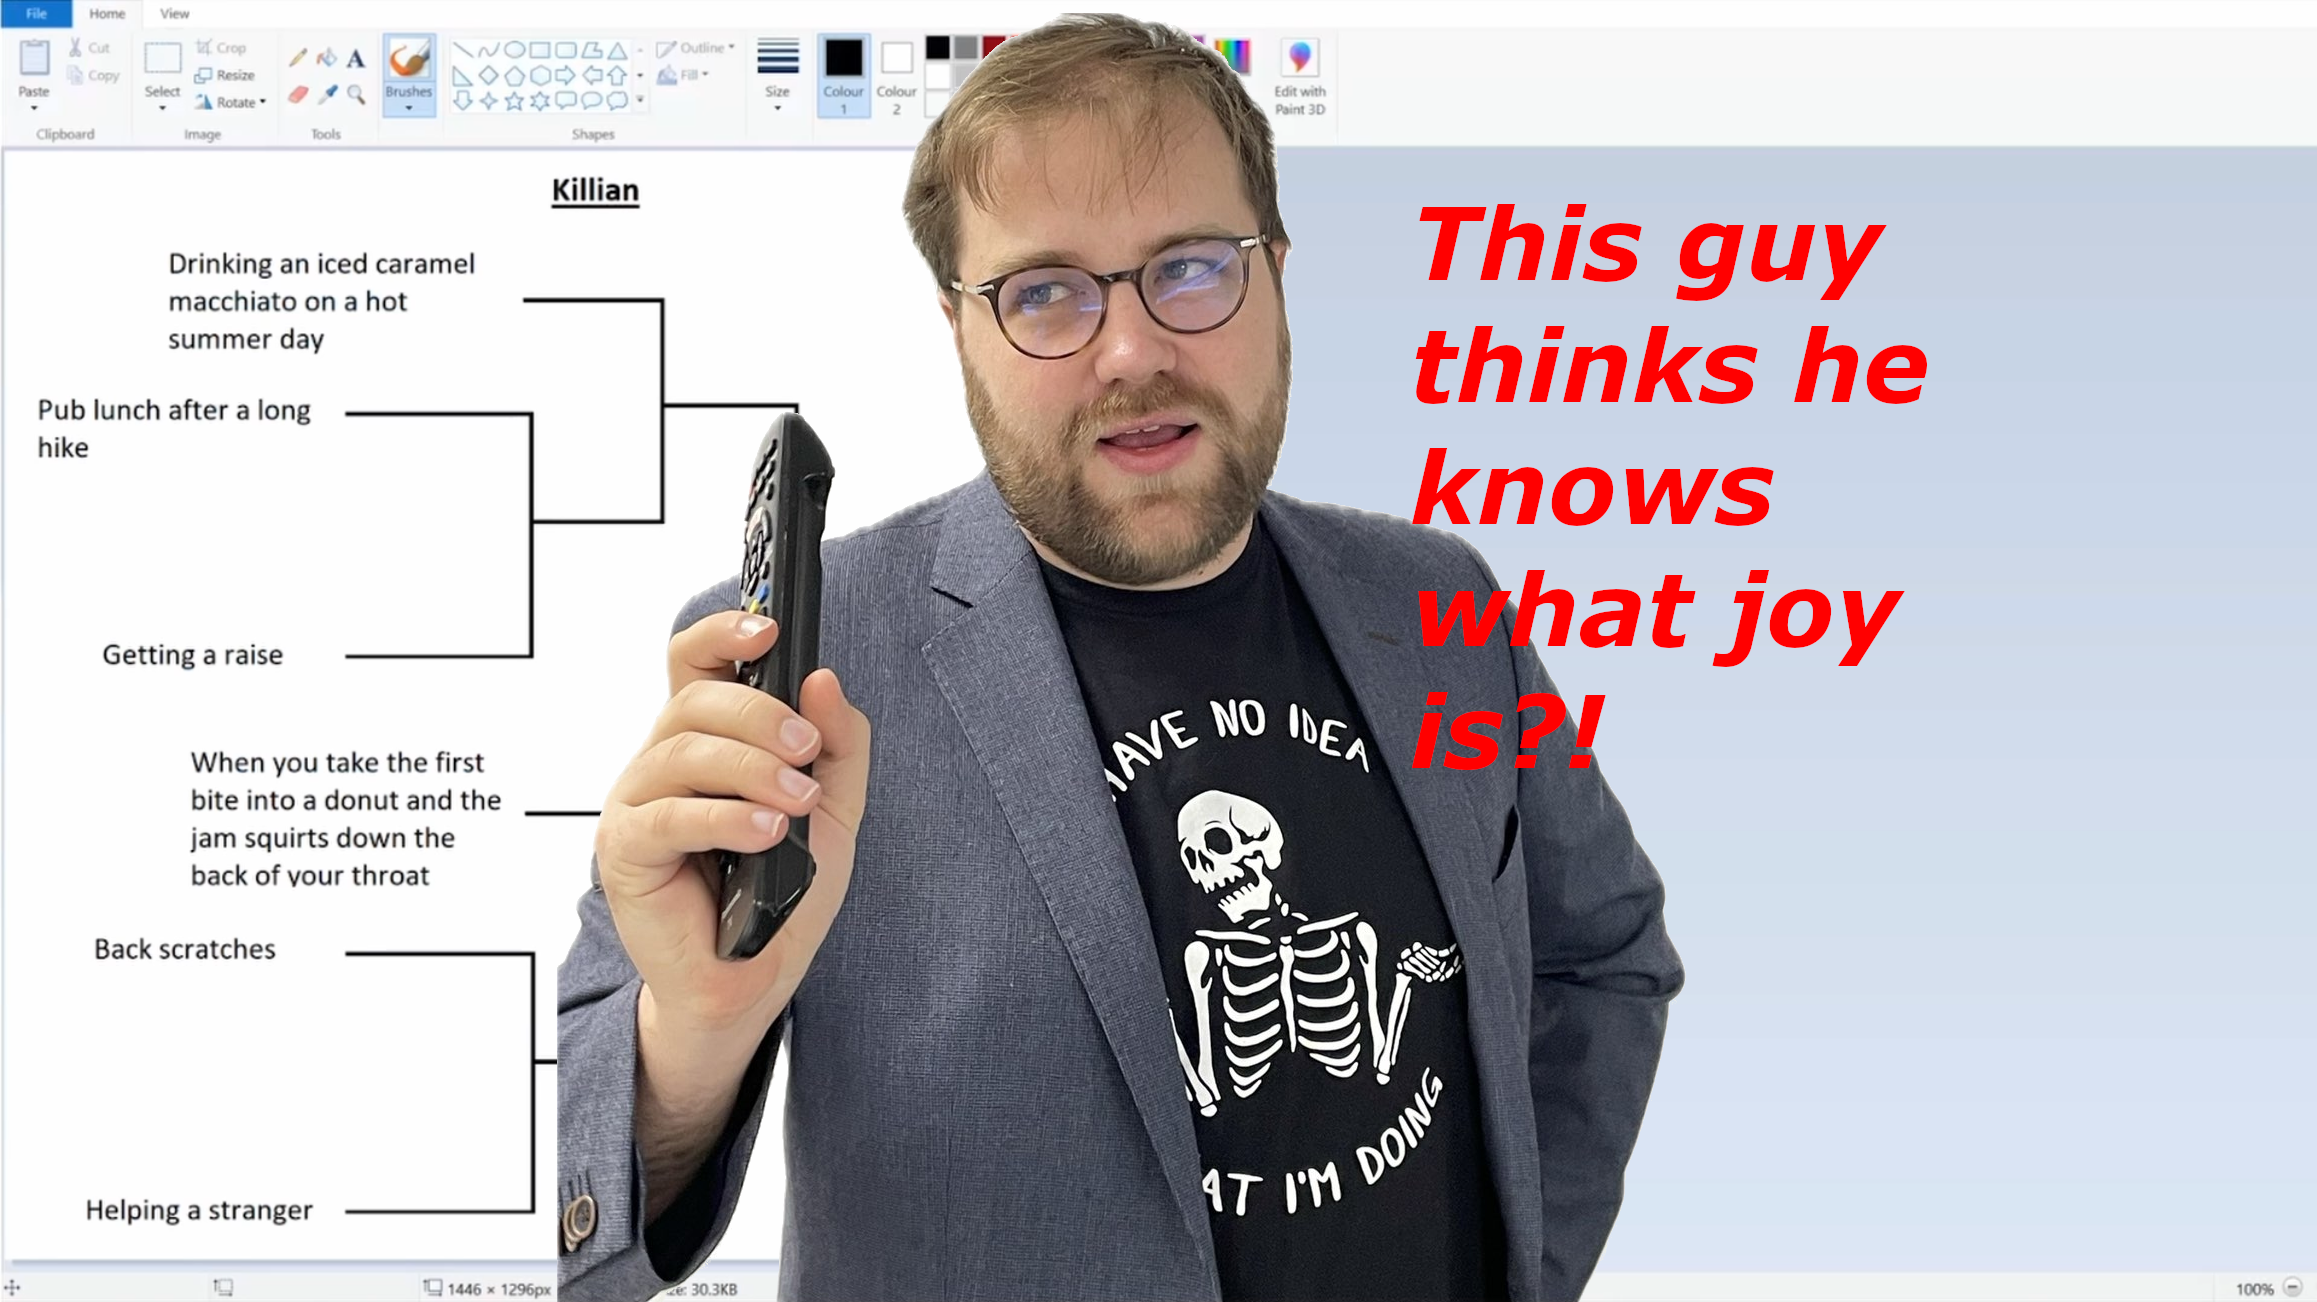 File Home View
Paste
Cut
Copy
Clipboard
Select
Crop
Resize
Rotate
Image
Tools
Brushes
Shapes
Outline
Fill
Size
Colour
1
Colour
2
Edit with
Paint 3D
Killian
Drinking an iced caramel
macchiato on a hot
summer day
Pub lunch after a long
hike
Getting a raise
When you take the first
bite into a donut and the
jam squirts down the
back of your throat
Back scratches
Helping a stranger
This guy
thinks he
knows
what joy
is?!
HAVE NO IDEA
AT I'M DOING
1446 × 1296px
30.3KB
100%